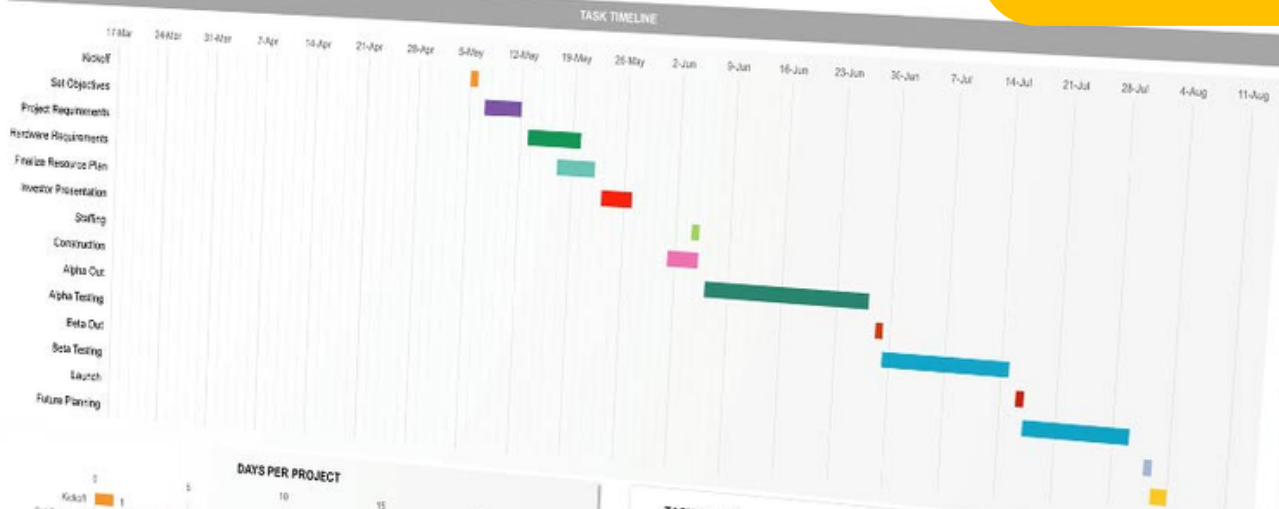 TASK TIMELINE
17-Mar 24-Mar 31-Mar 7-Apr 14-Apr 21-Apr 28-Apr 5-May 12-May 19-May 26-May 2-Jun 9-Jun 16-Jun 23-Jun 30-Jun 7-Jul 14-Jul 21-Jul 28-Jul 4-Aug 11-Aug
Kickoff
Set Objectives
Project Requirements
Hardware Requirements
Finalize Resource Plan
Investor Presentation
Staffing
Construction
Alpha Out
Alpha Testing
Beta Out
Beta Testing
Launch
Future Planning
DAYS PER PROJECT
0 5 10 15
Kickoff 1